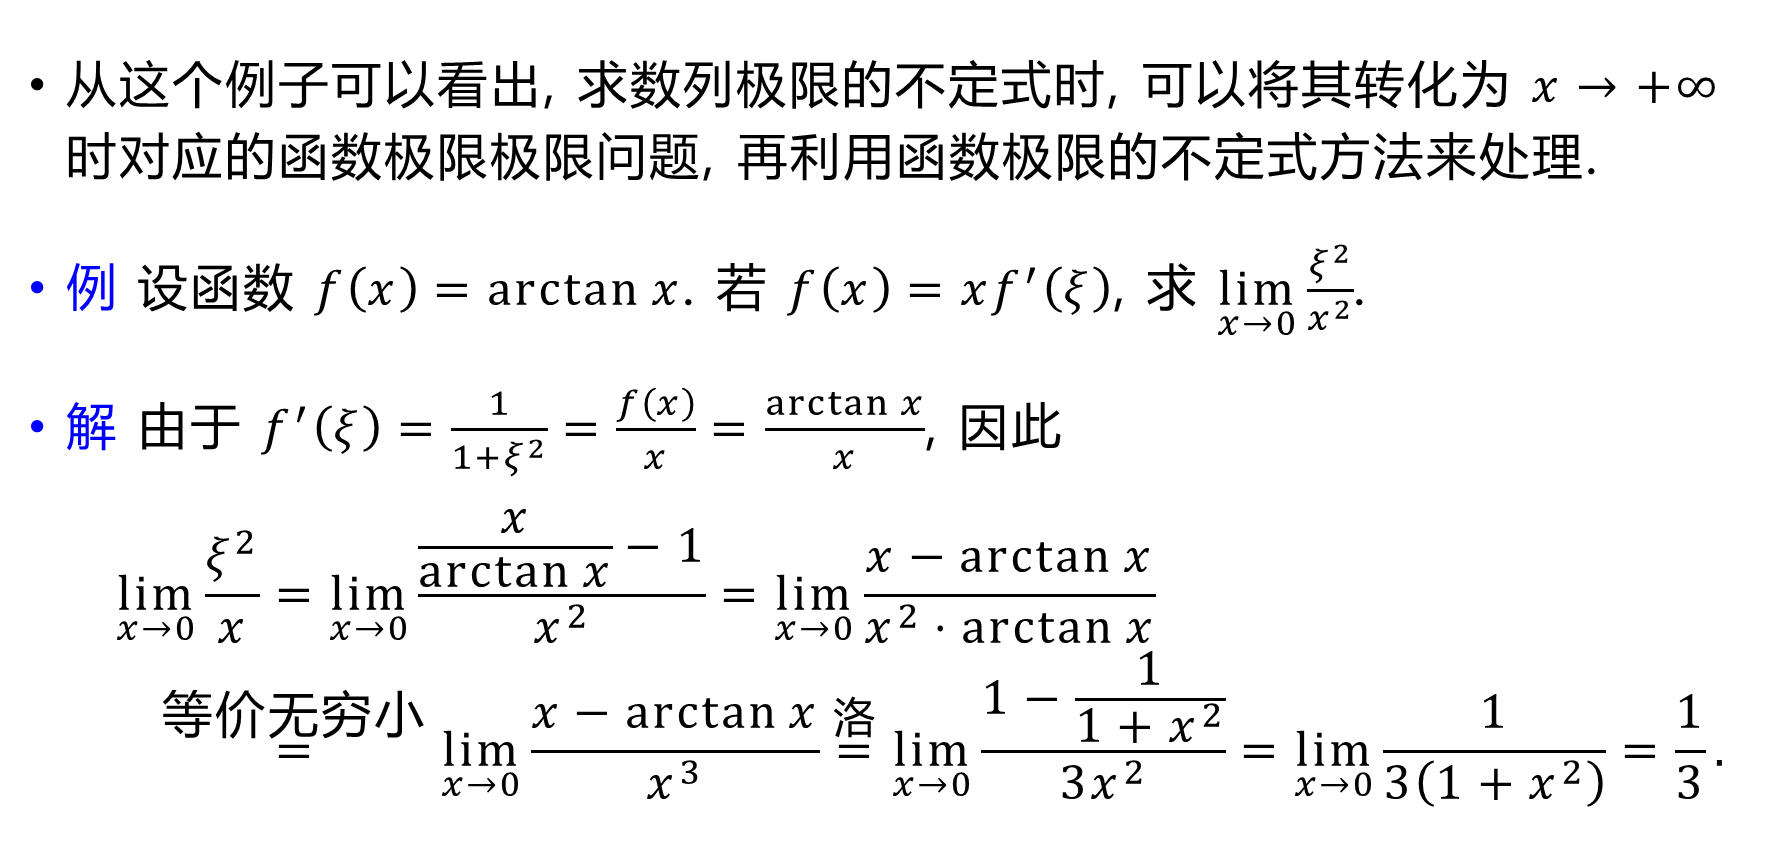 • 从这个例子可以看出, 求数列极限的不定式时, 可以将其转化为 x → +∞
时对应的函数极限极限问题, 再利用函数极限的不定式方法来处理.
• 例 设函数 f(x) = arctan x. 若 f(x) = xf′(ξ), 求 lim_{x→0} ξ²/x².
• 解 由于 f′(ξ) = 1/(1+ξ²) = f(x)/x = arctan x/x, 因此
lim_{x→0} ξ²/x = lim_{x→0} (x/(arctan x) − 1)/x² = lim_{x→0} (x − arctan x)/(x² · arctan x)
等价无穷小 = lim_{x→0} (x − arctan x)/x³ 洛 = lim_{x→0} (1 − 1/(1 + x²))/(3x²) = lim_{x→0} 1/(3(1 + x²)) = 1/3.